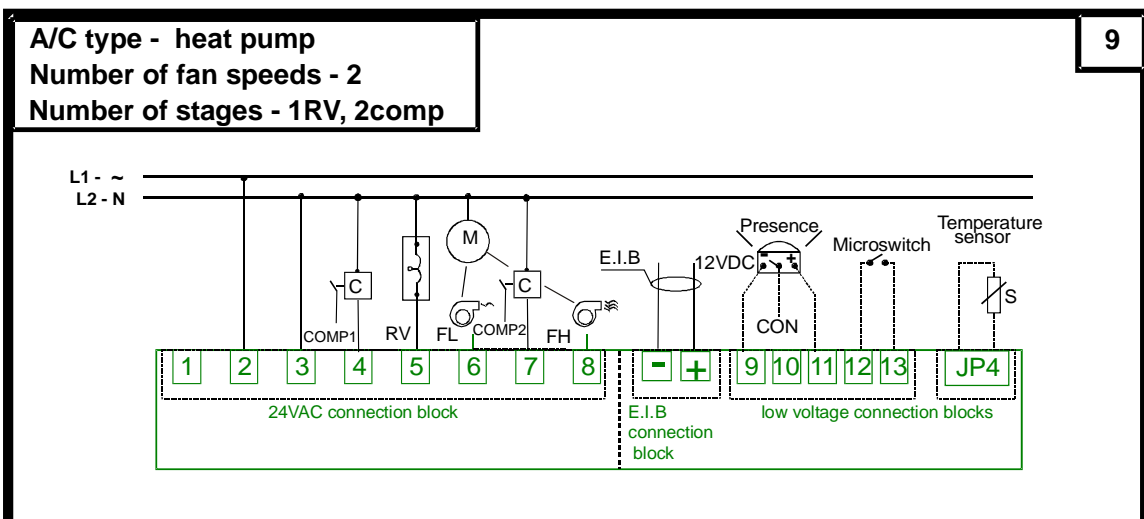 A/C type - heat pump
Number of fan speeds - 2
Number of stages - 1RV, 2comp
9
L1 - ~
L2 - N
M
C
C
S
E.I.B
12VDC
Presence
- +
CON
Microswitch
Temperature
sensor
COMP1
RV
FL
COMP2
FH
1 2 3 4 5 6 7 8 - + 9 10 11 12 13 JP4
24VAC connection block
E.I.B
connection
block
low voltage connection blocks